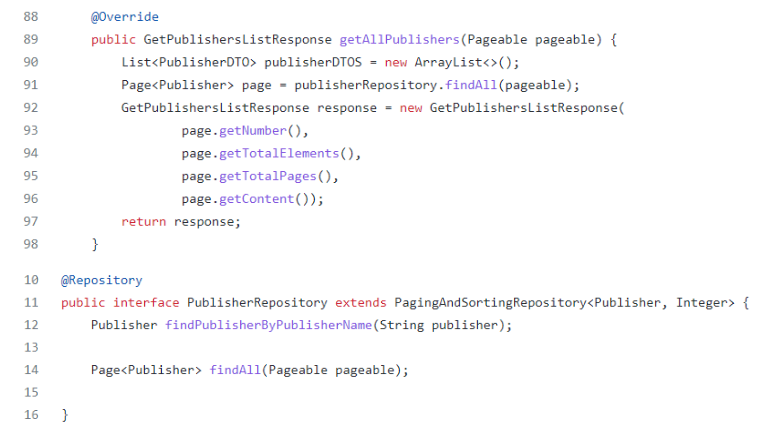 88 @Override
89 public GetPublishersListResponse getAllPublishers(Pageable pageable) {
90 List<PublisherDTO> publisherDTOS = new ArrayList<>();
91 Page<Publisher> page = publisherRepository.findAll(pageable);
92 GetPublishersListResponse response = new GetPublishersListResponse(
93 page.getNumber(),
94 page.getTotalElements(),
95 page.getTotalPages(),
96 page.getContent());
97 return response;
98 }
10 @Repository
11 public interface PublisherRepository extends PagingAndSortingRepository<Publisher, Integer> {
12 Publisher findPublisherByPublisherName(String publisher);
13
14 Page<Publisher> findAll(Pageable pageable);
15
16 }